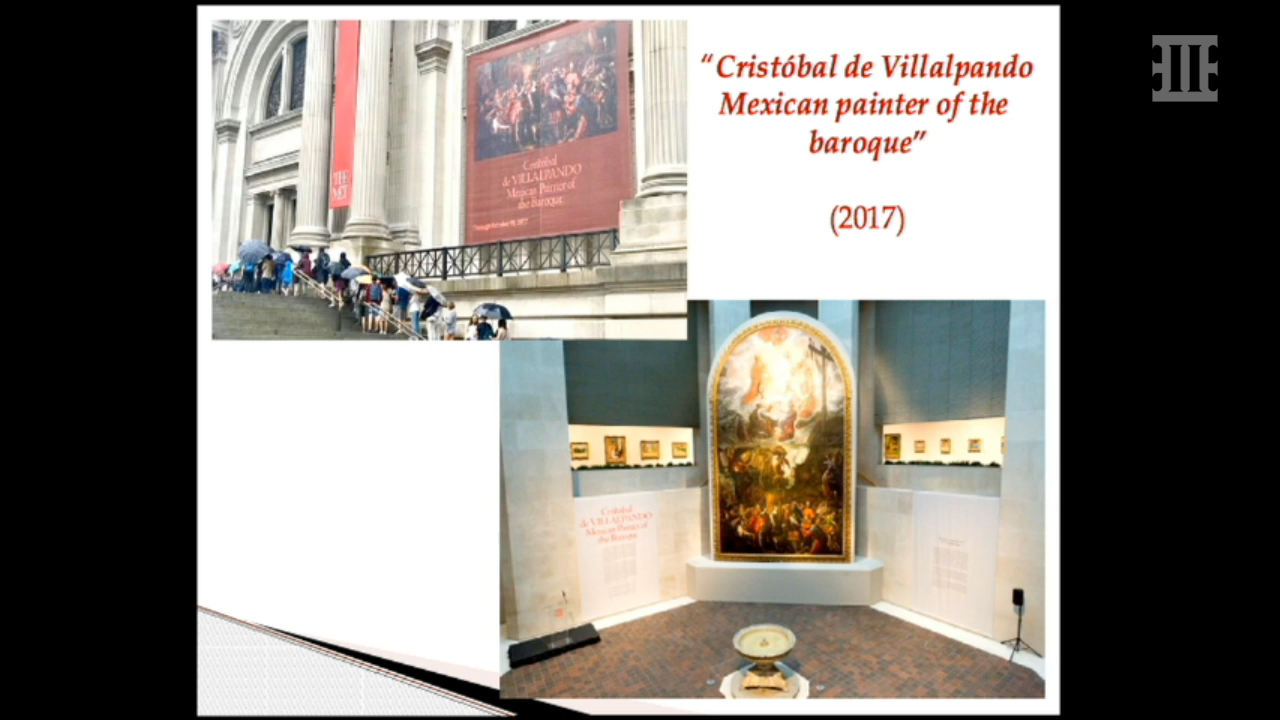 “Cristóbal de Villalpando
Mexican painter of the
baroque”
(2017)
THE
MET
Cristóbal
de VILLALPANDO
Mexican Painter of
the Baroque
Cristóbal
de VILLALPANDO
Mexican Painter of
the Baroque